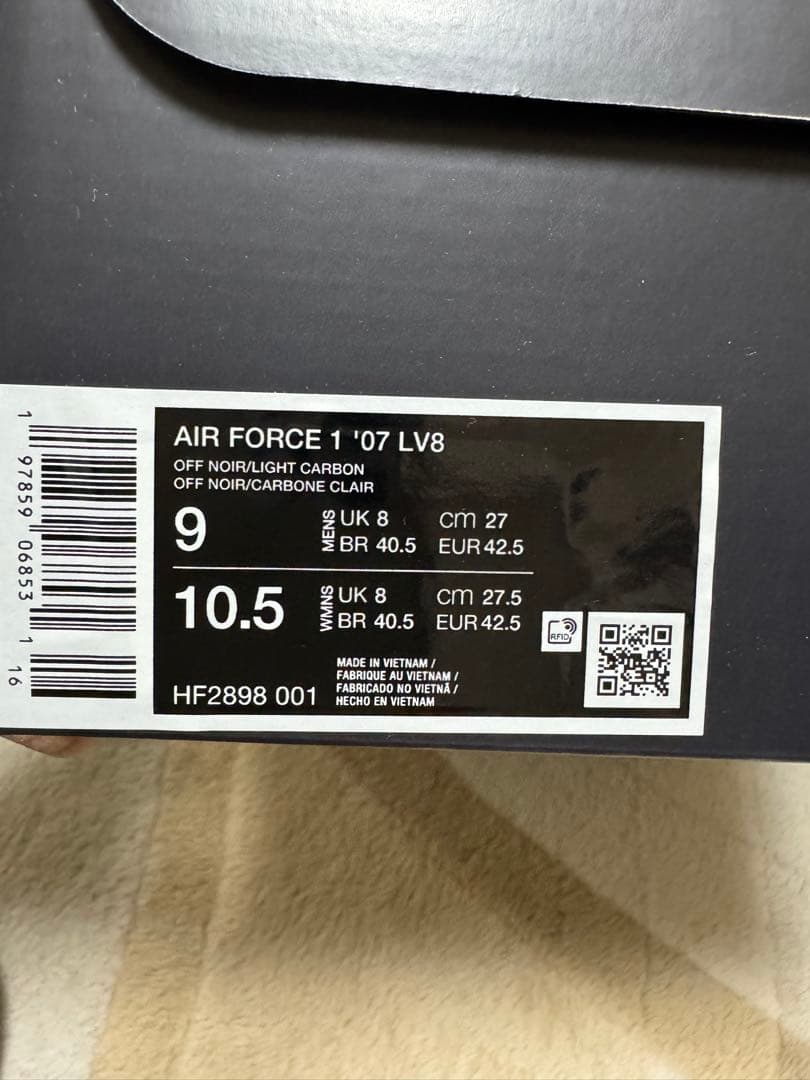 AIR FORCE 1 '07 LV8
OFF NOIR/LIGHT CARBON
OFF NOIR/CARBONE CLAIR
9 MENS UK 8 cm 27
BR 40.5 EUR 42.5
10.5 WMNS UK 8 cm 27.5
BR 40.5 EUR 42.5
RFID
HF2898 001
MADE IN VIETNAM /
FABRIQUE AU VIETNAM /
FABRICADO NO VIETNÃ /
HECHO EN VIETNAM
1 97859 06853 1 16